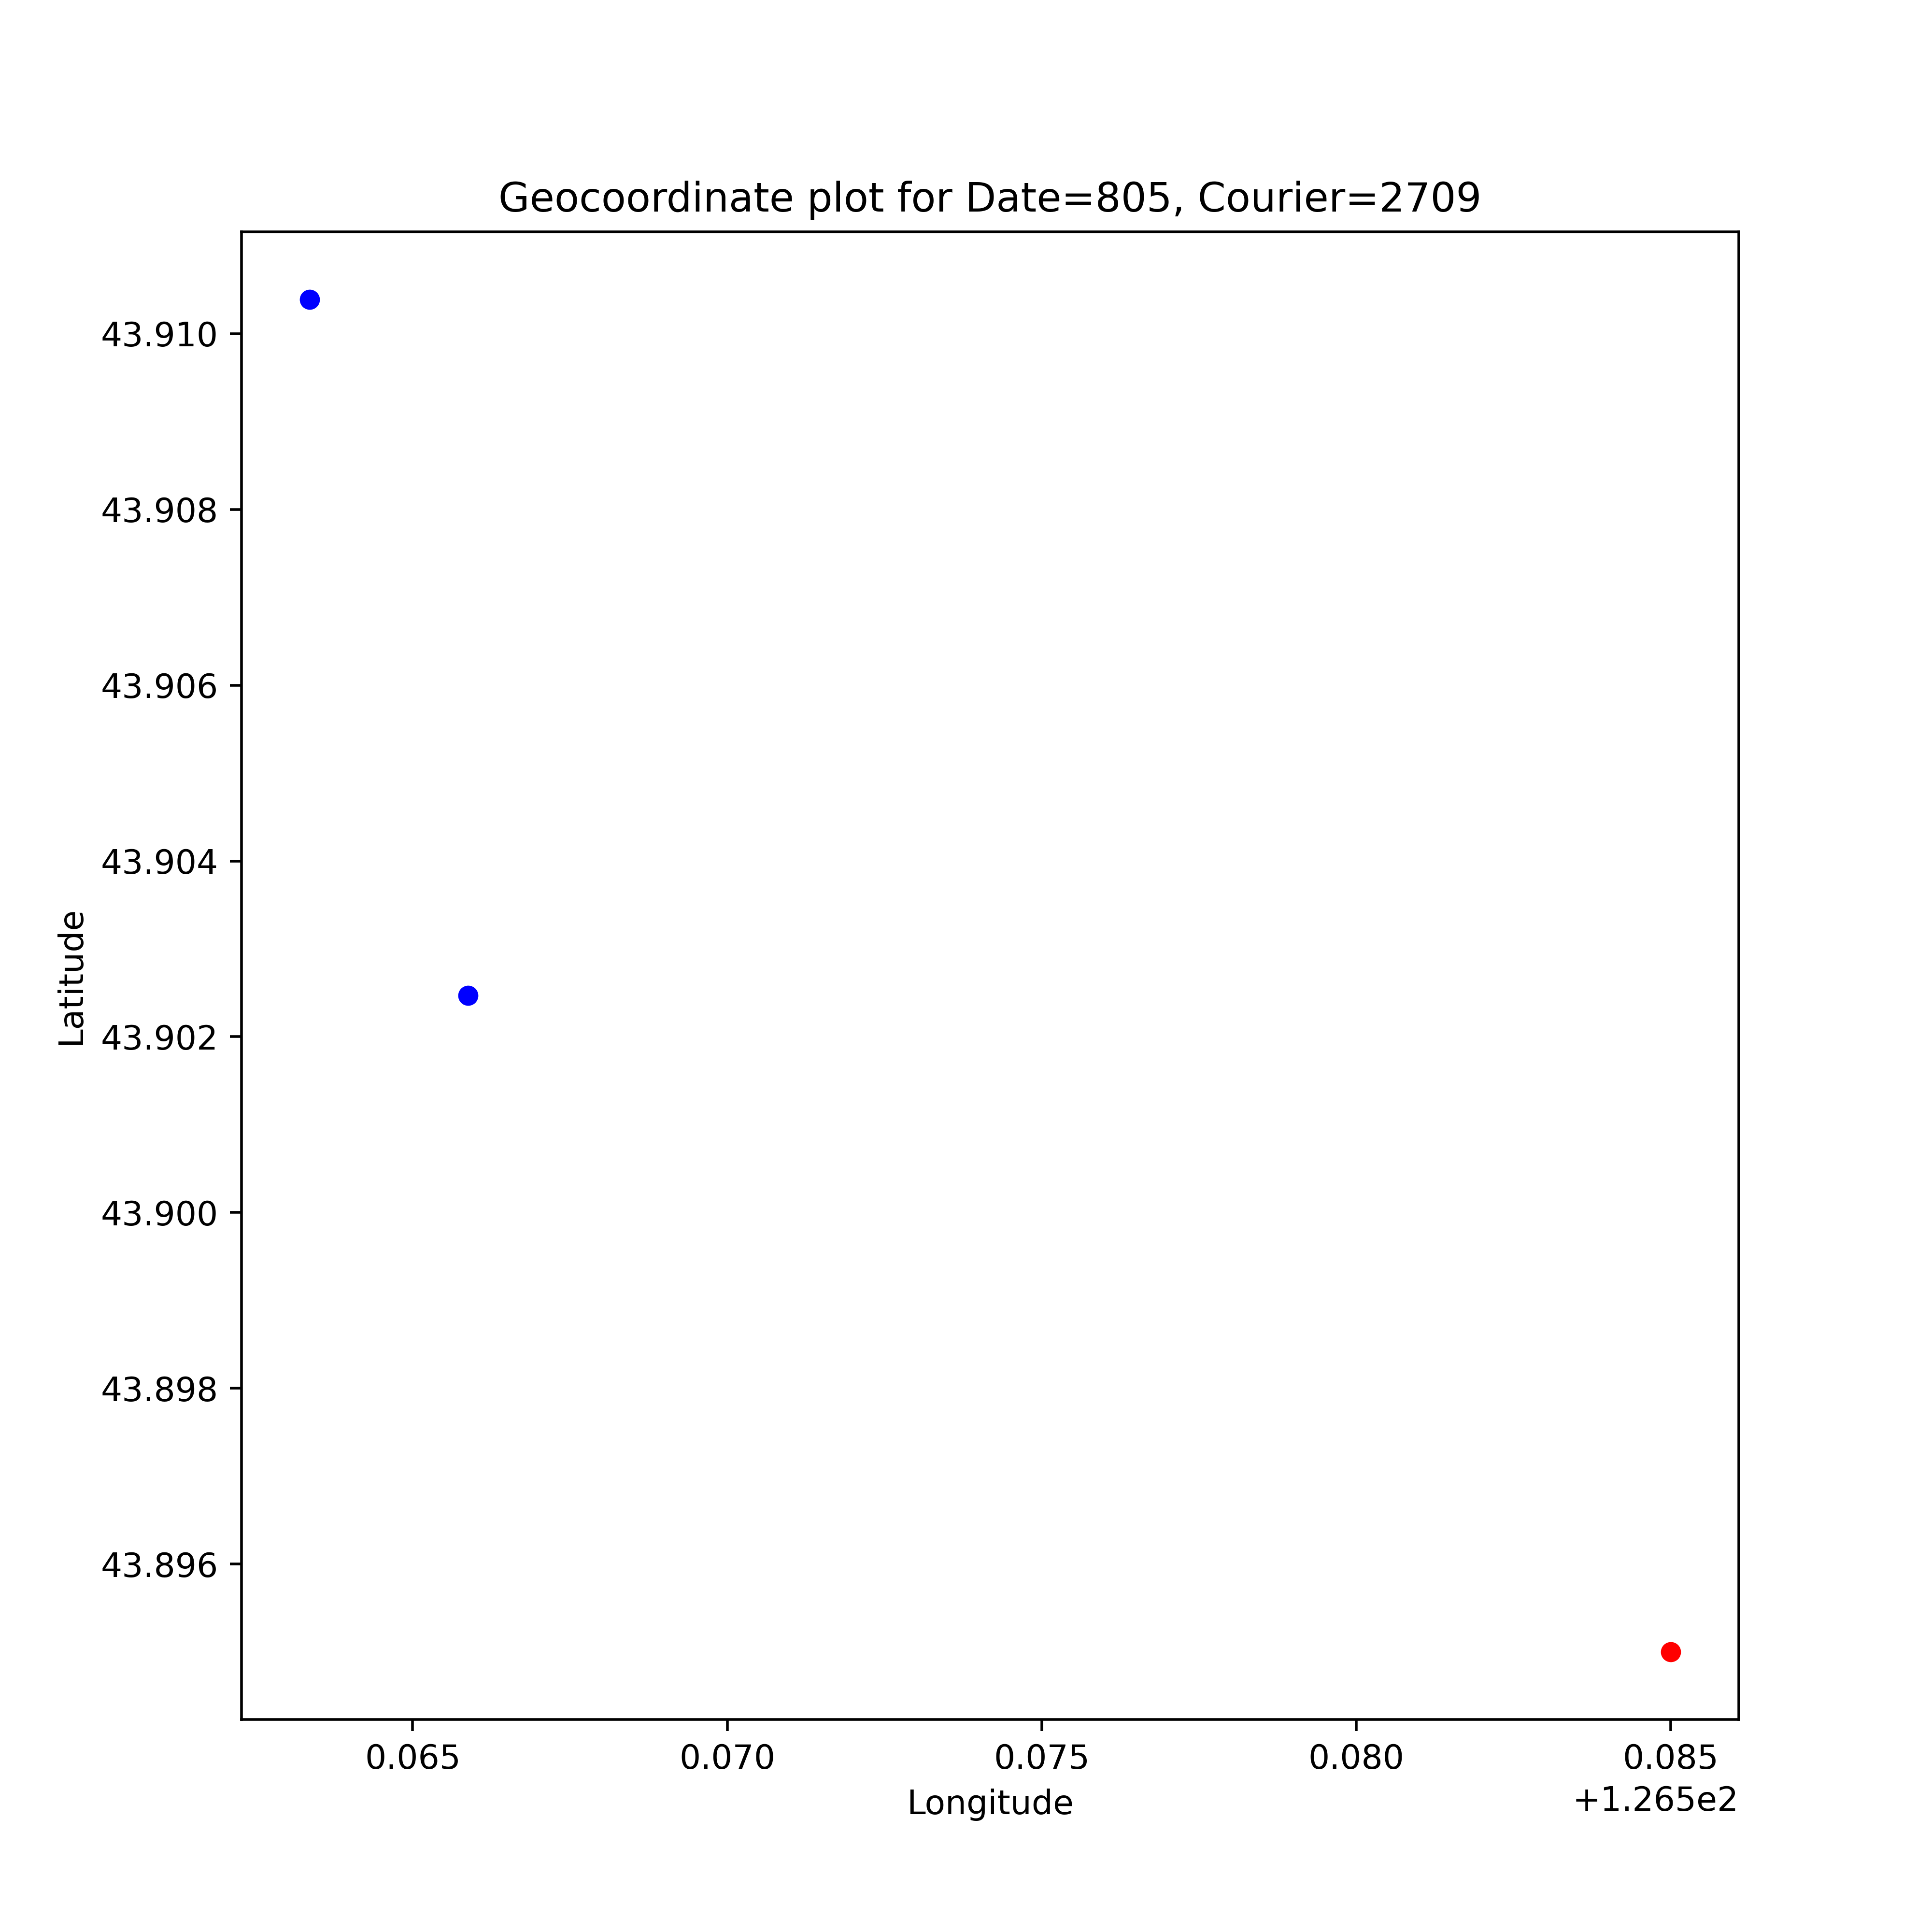 Geocoordinate plot for Date=805, Courier=2709
43.910
43.908
43.906
43.904
43.902
43.900
43.898
43.896
Latitude
0.065 0.070 0.075 0.080 0.085
+1.265e2
Longitude